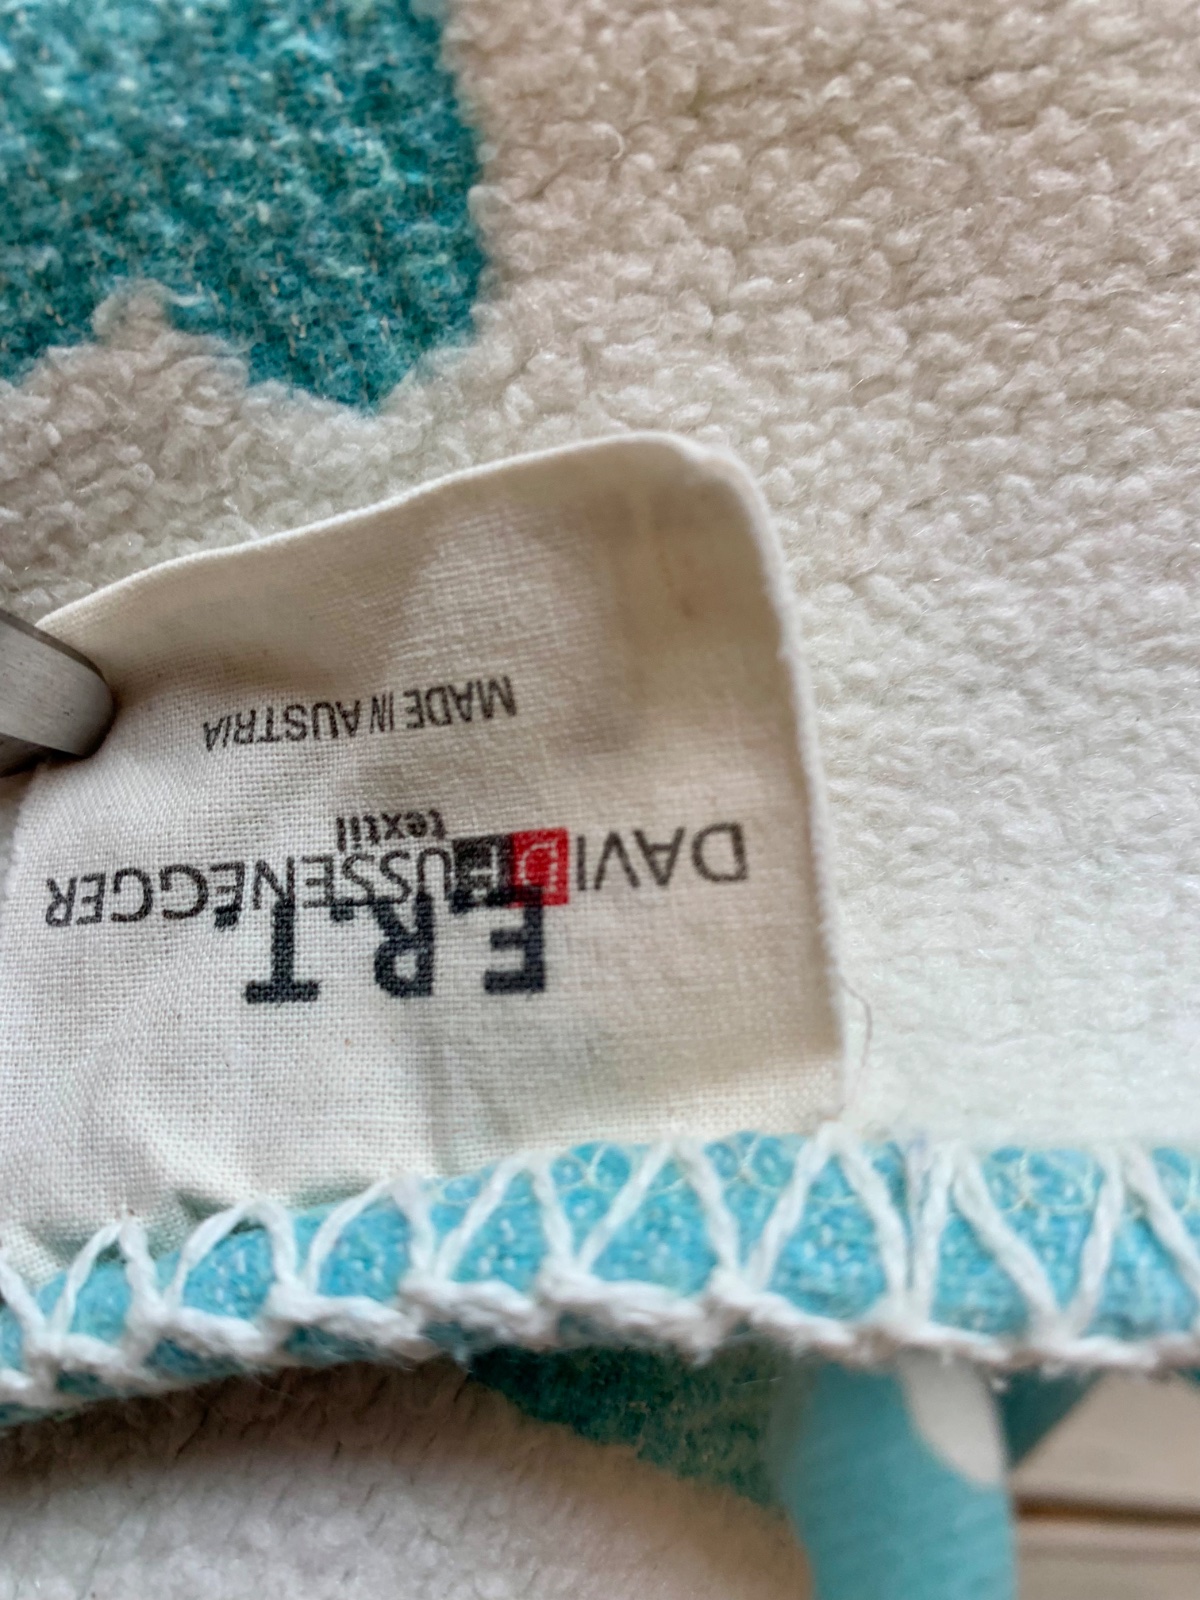 E.R.T.
DAVID FUSSENEGGER
textil
MADE IN AUSTRIA